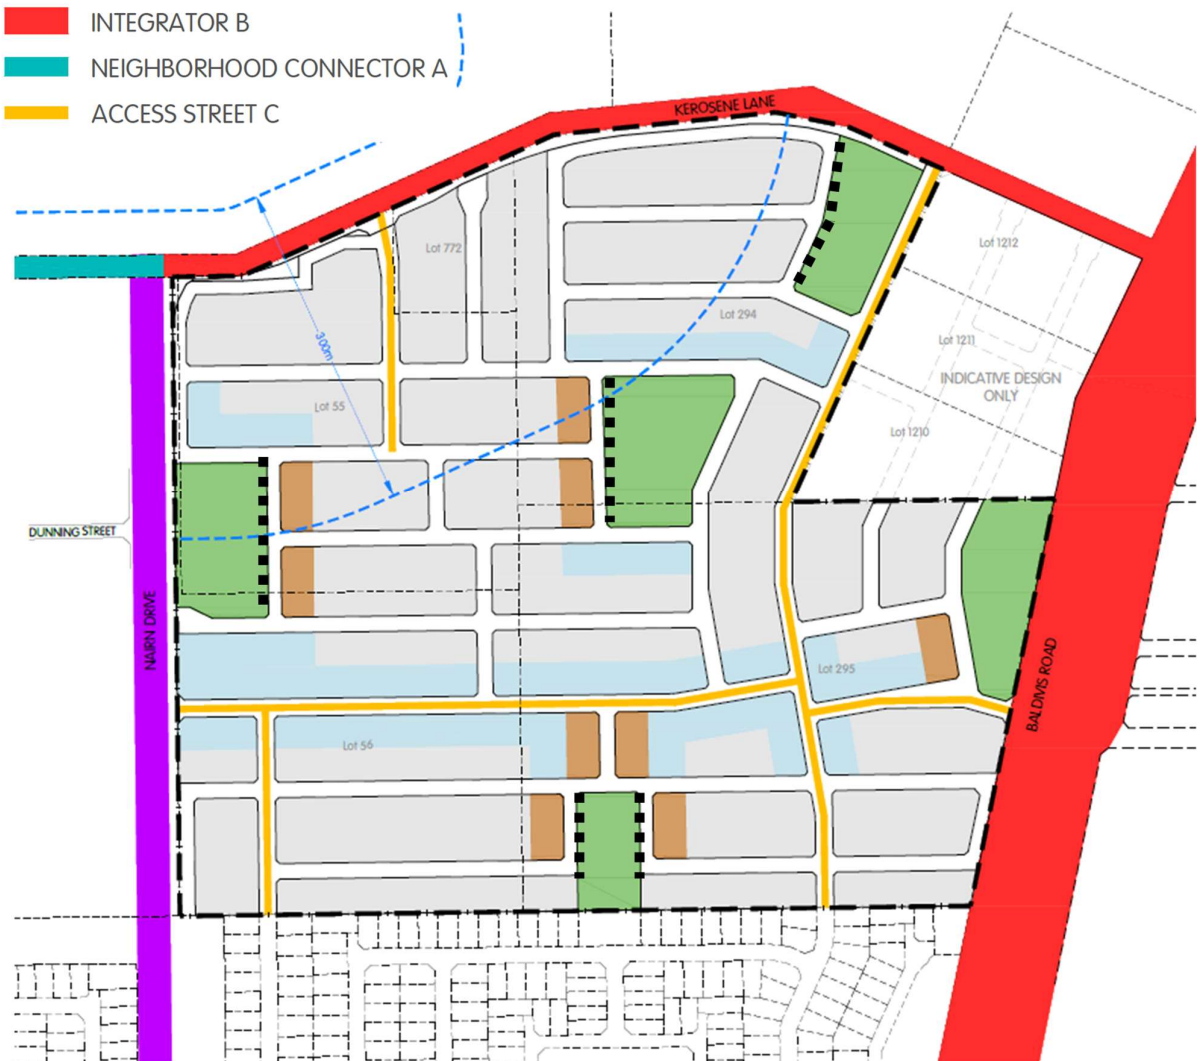 INTEGRATOR B
NEIGHBORHOOD CONNECTOR A
ACCESS STREET C
KEROSENE LANE
Lot 772
Lot 1212
300m
Lot 294
Lot 1211
INDICATIVE DESIGN
ONLY
Lot 55
Lot 1210
DUNNING STREET
NAIRN DRIVE
Lot 295
BALDIVIS ROAD
Lot 56